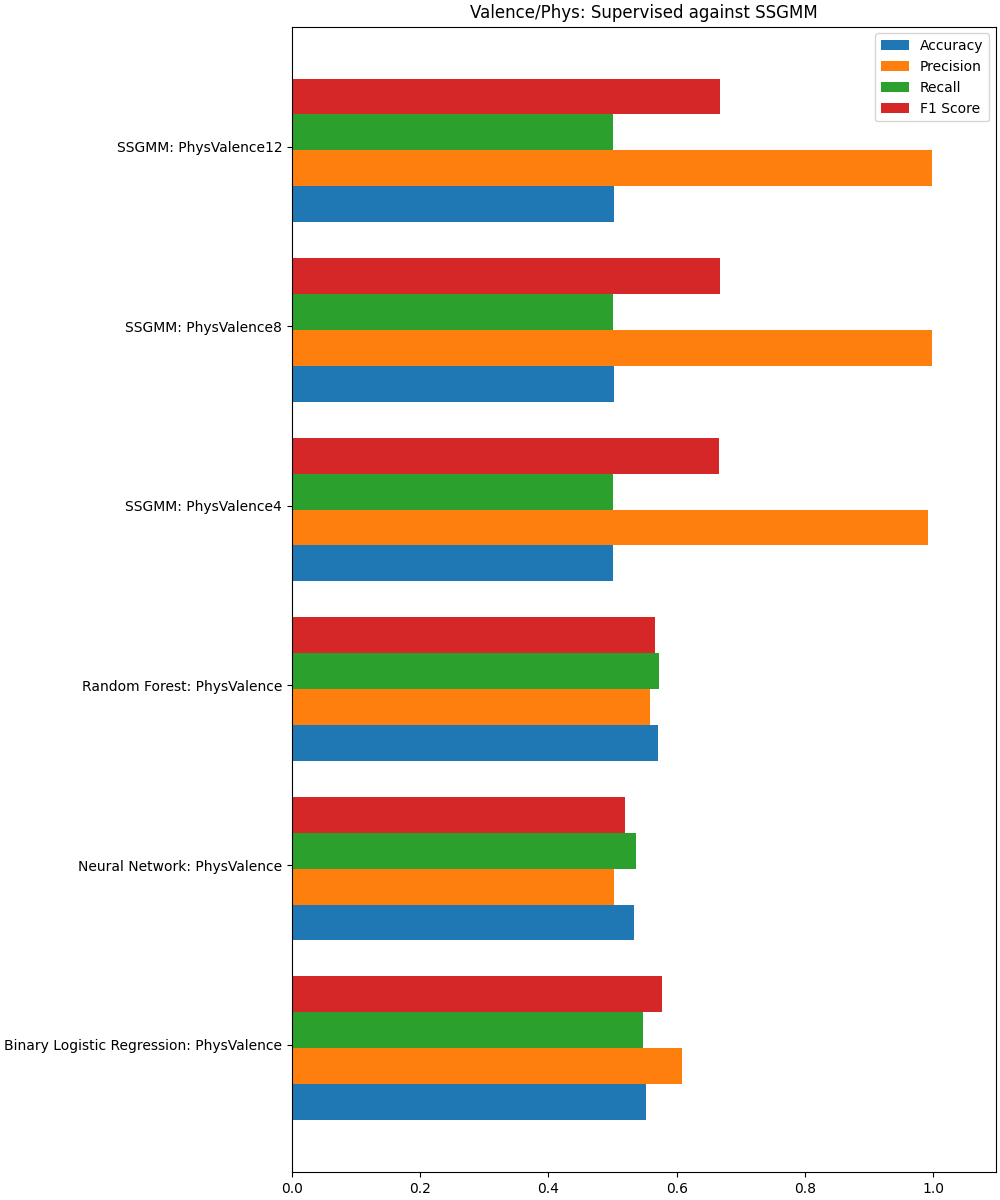 Valence/Phys: Supervised against SSGMM
Accuracy
Precision
Recall
F1 Score
SSGMM: PhysValence12
SSGMM: PhysValence8
SSGMM: PhysValence4
Random Forest: PhysValence
Neural Network: PhysValence
Binary Logistic Regression: PhysValence
0.0 0.2 0.4 0.6 0.8 1.0